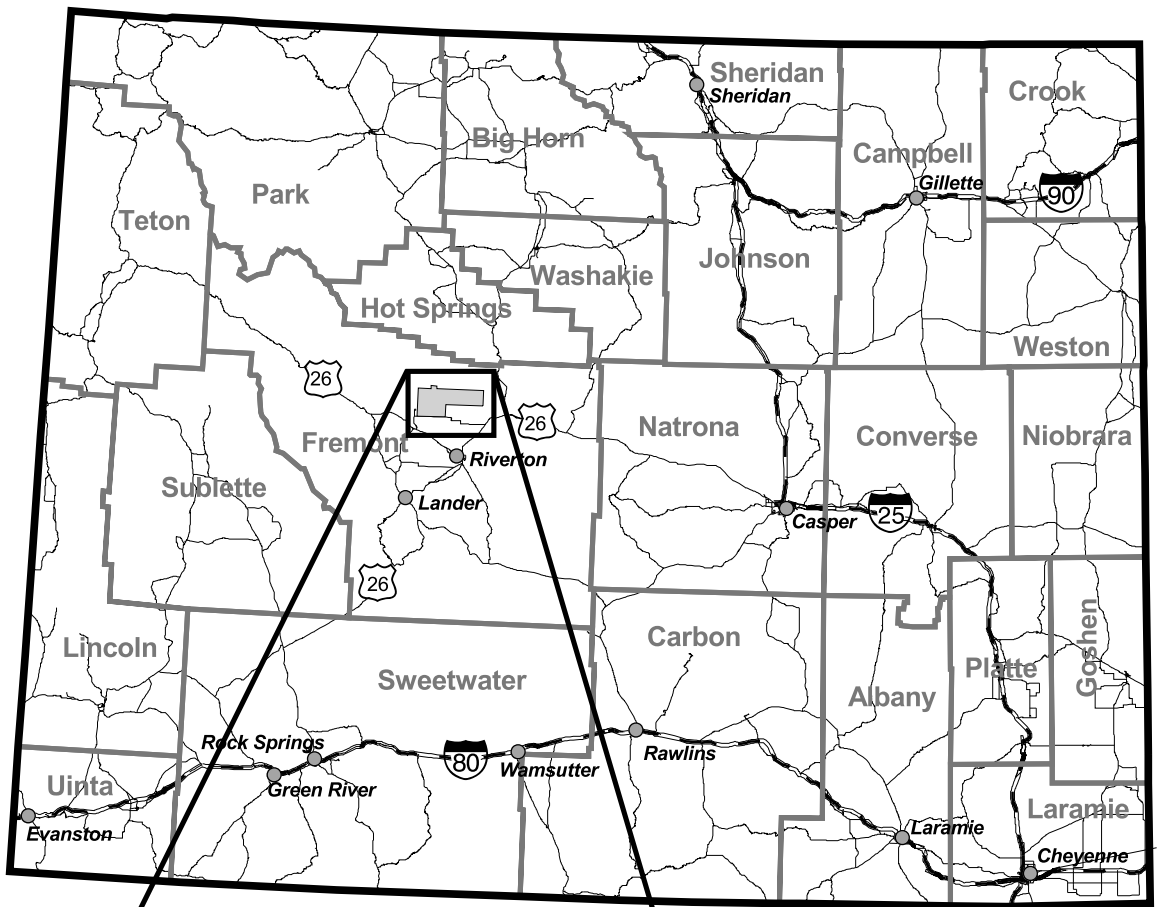 Sheridan
Sheridan
Crook
Big Horn
Campbell
Gillette
90
Park
Teton
Johnson
Washakie
Hot Springs
Weston
26
26
Natrona
Converse
Niobrara
Fremont
Riverton
Sublette
Lander
25
Casper
26
Lincoln
Carbon
Goshen
Platte
Sweetwater
Albany
Rock Springs
80
Rawlins
Wamsutter
Uinta
Green River
Laramie
Evanston
Laramie
Cheyenne